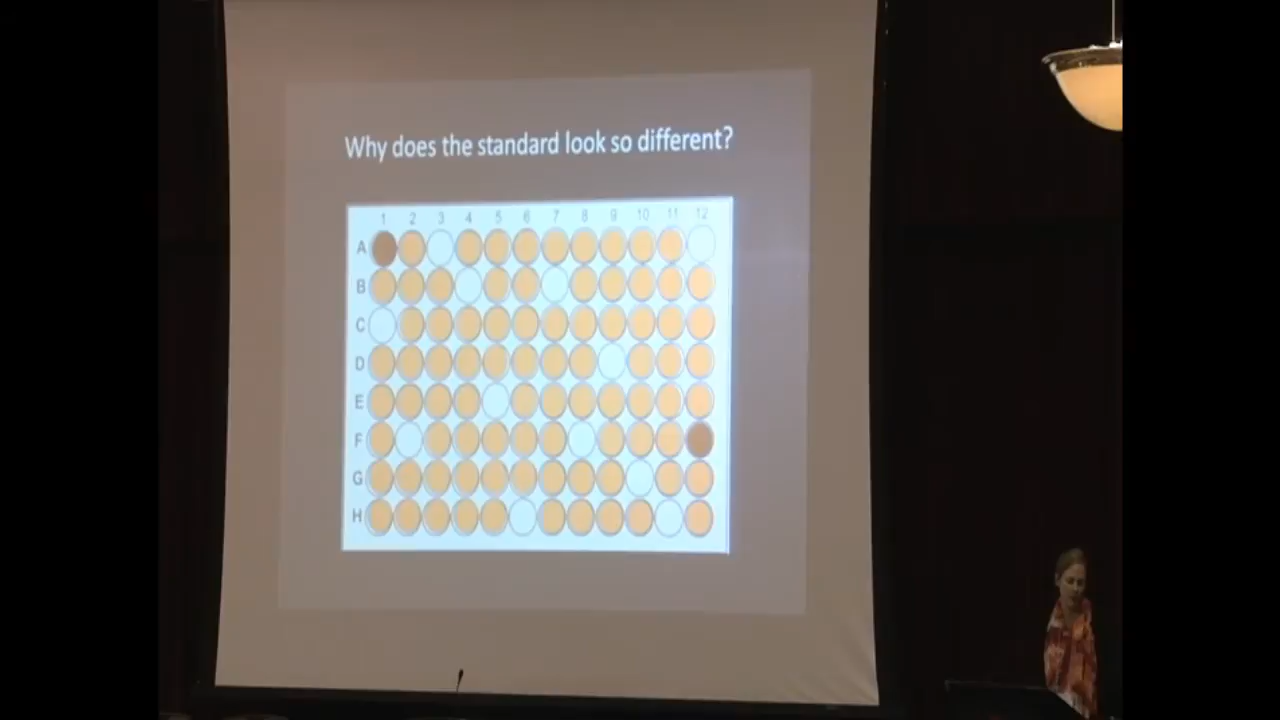 Why does the standard look so different?
1 2 3 4 5 6 7 8 9 10 11 12
A
B
C
D
E
F
G
H